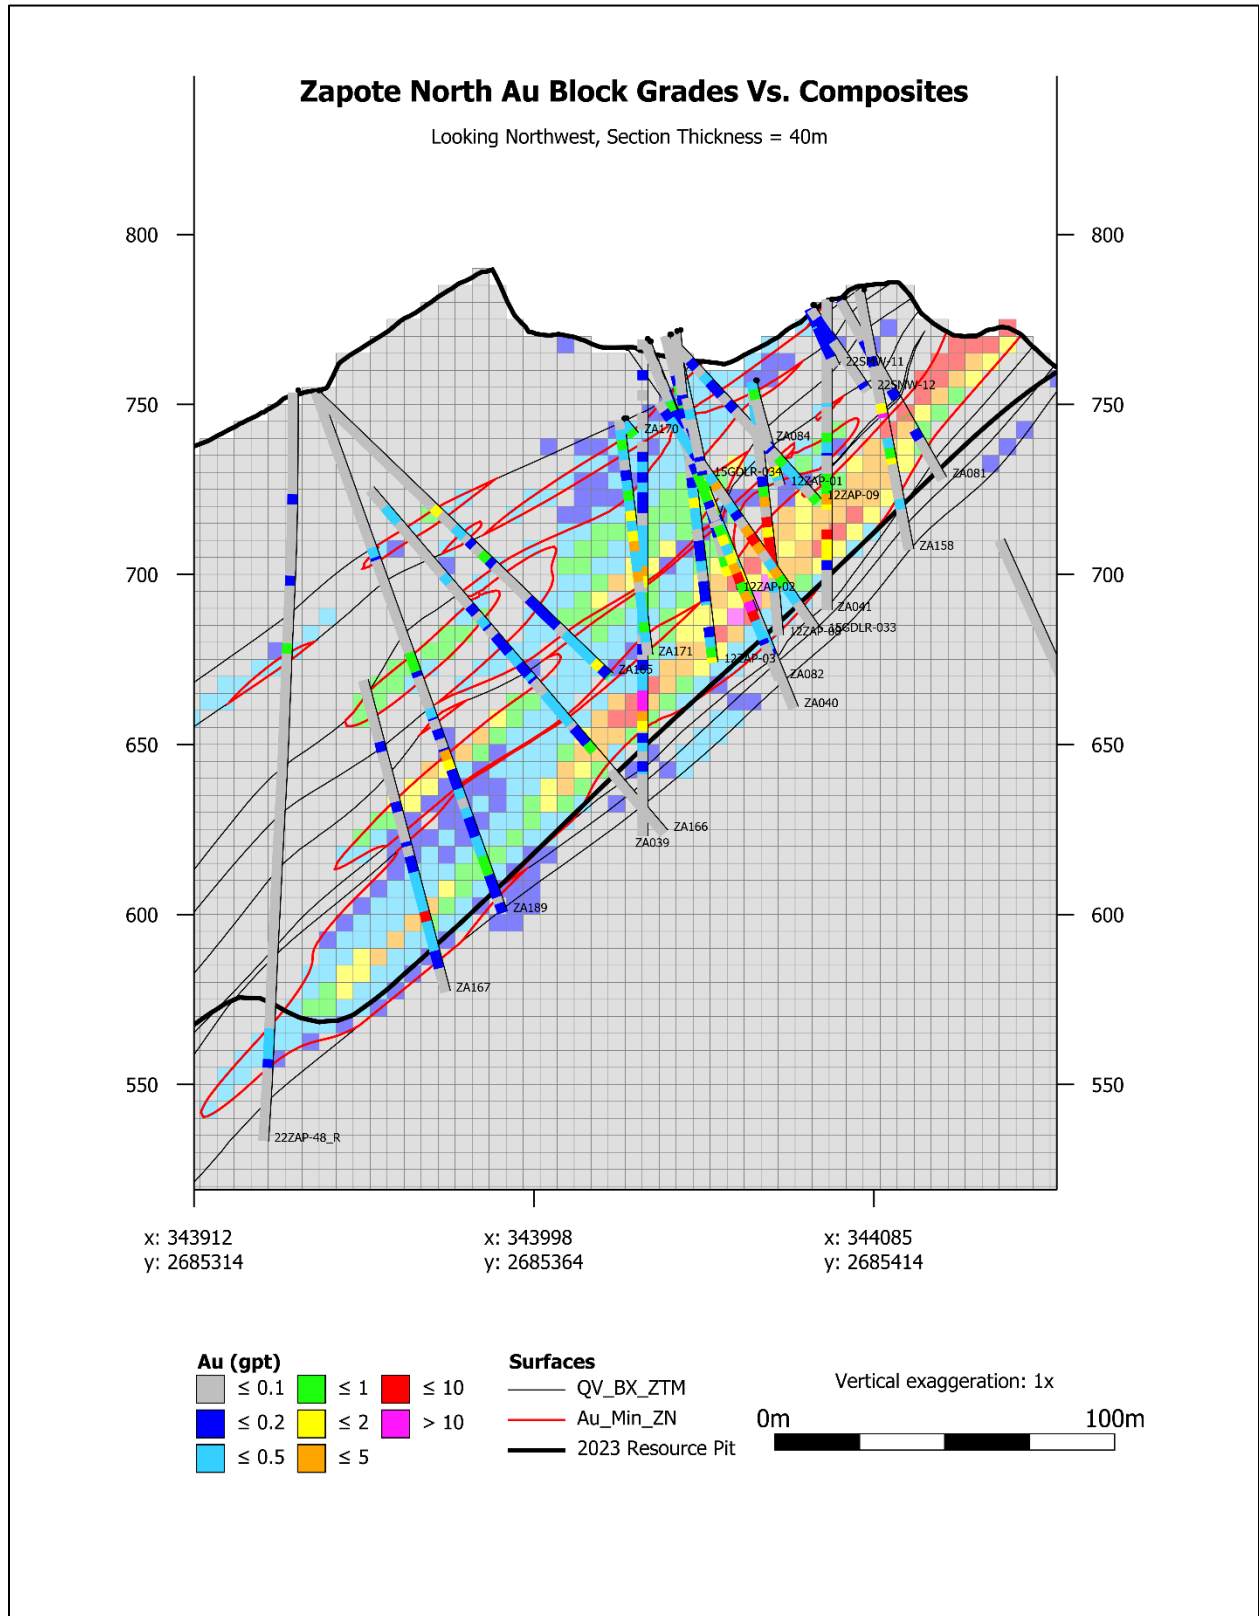 Zapote North Au Block Grades Vs. Composites
Looking Northwest, Section Thickness = 40m
800 800
22SMW-11
22SMW-12
750 750
ZA170
ZA084
15GDLR-034
12ZAP-01
ZA081
12ZAP-09
ZA158
700 700
12ZAP-02
ZA041
15GDLR-033
12ZAP-08
ZA171
12ZAP-03
ZA165
ZA082
ZA040
650 650
ZA166
ZA039
600 600
ZA189
ZA167
550 550
22ZAP-48_R
x: 343912 x: 343998 x: 344085
y: 2685314 y: 2685364 y: 2685414
Au (gpt)
≤ 0.1 ≤ 1 ≤ 10
≤ 0.2 ≤ 2 > 10
≤ 0.5 ≤ 5
Surfaces
QV_BX_ZTM
Au_Min_ZN
2023 Resource Pit
Vertical exaggeration: 1x
0m 100m